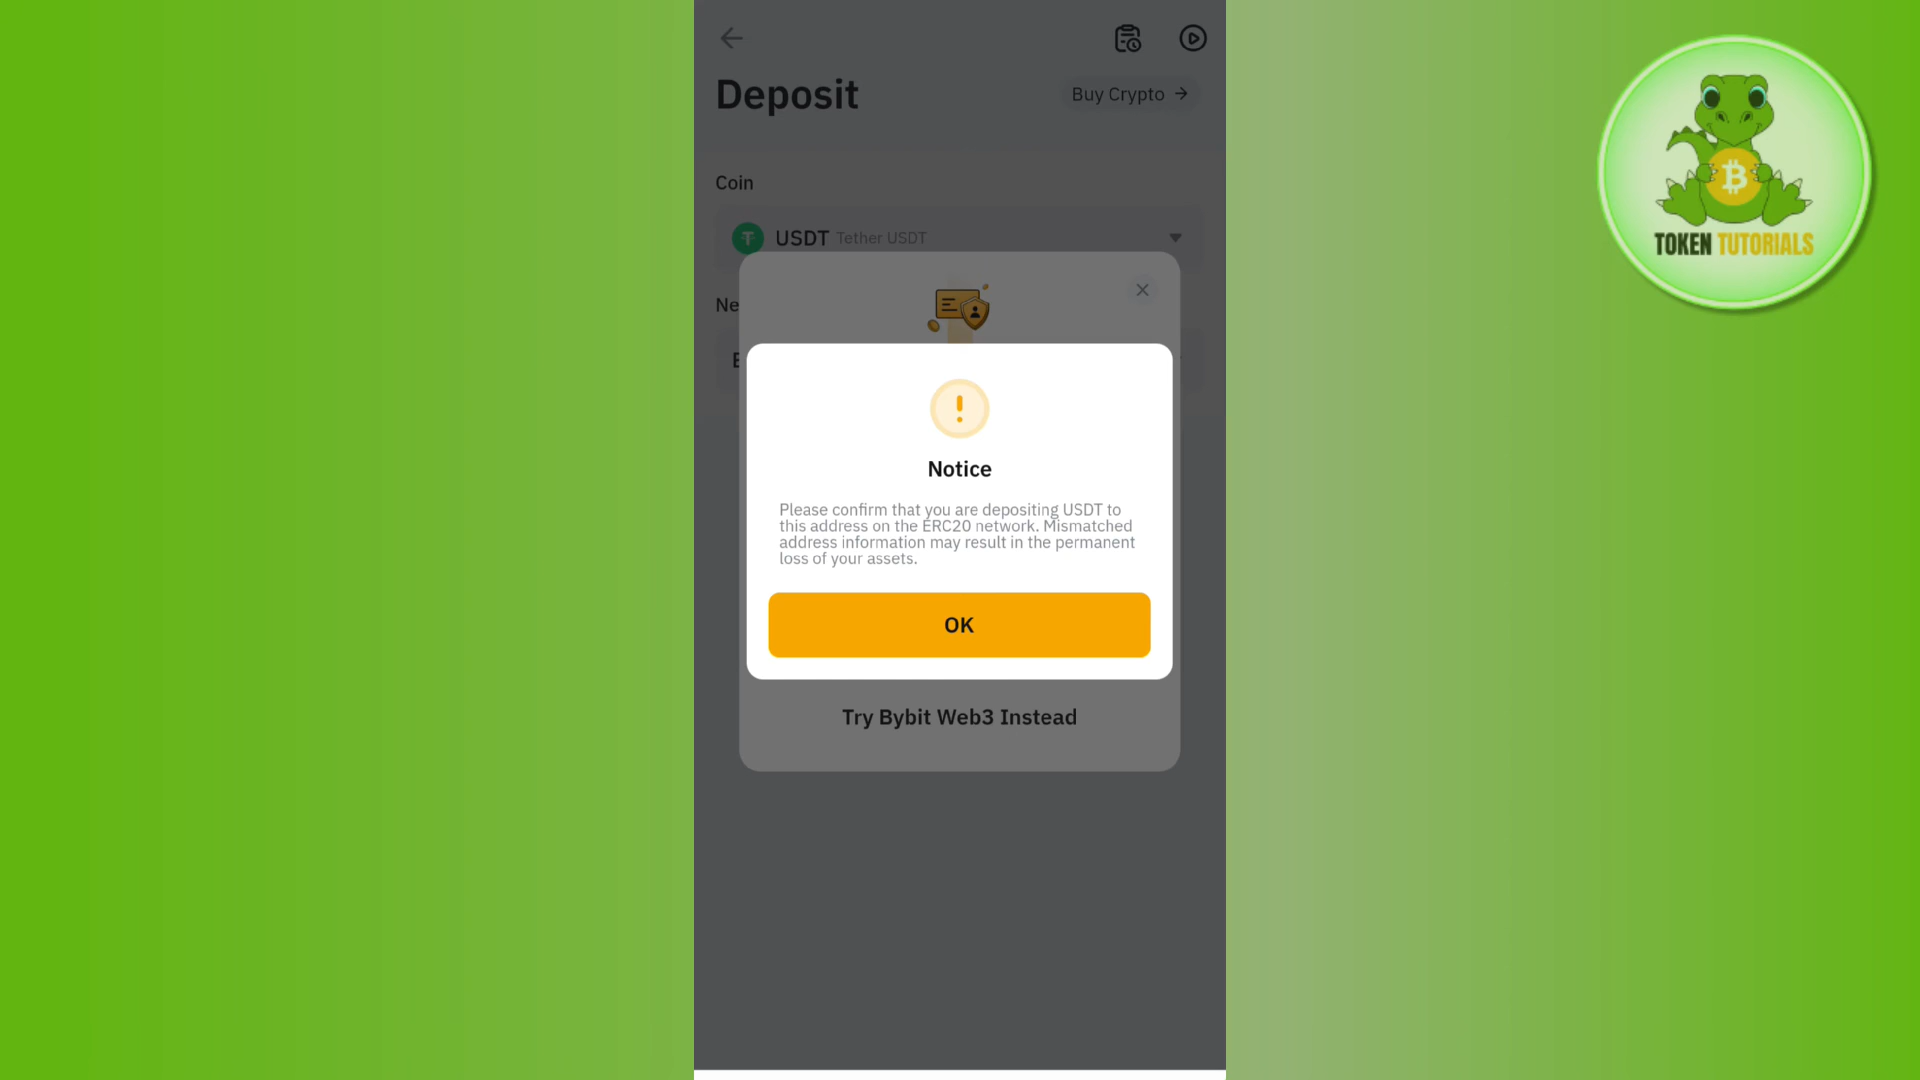 Deposit
Buy Crypto →
Coin
USDT Tether USDT
Ne
Notice
Please confirm that you are depositing USDT to
this address on the ERC20 network. Mismatched
address information may result in the permanent
loss of your assets.
OK
Try Bybit Web3 Instead
TOKEN TUTORIALS